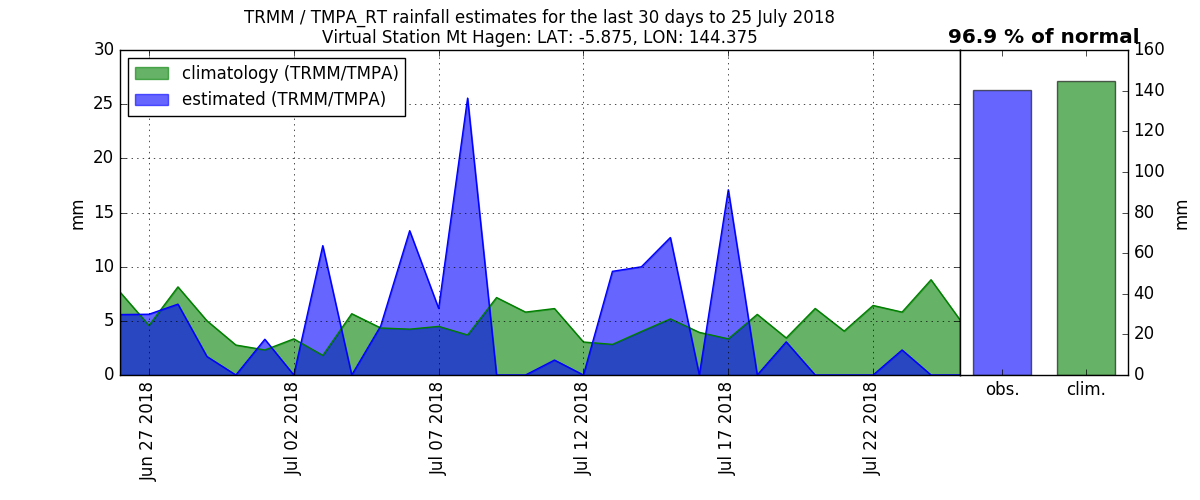 TRMM / TMPA_RT rainfall estimates for the last 30 days to 25 July 2018
Virtual Station Mt Hagen: LAT: -5.875, LON: 144.375
96.9 % of normal
climatology (TRMM/TMPA)
estimated (TRMM/TMPA)
mm
30
25
20
15
10
5
0
Jun 27 2018
Jul 02 2018
Jul 07 2018
Jul 12 2018
Jul 17 2018
Jul 22 2018
obs.
clim.
160
140
120
100
80
60
40
20
0
mm